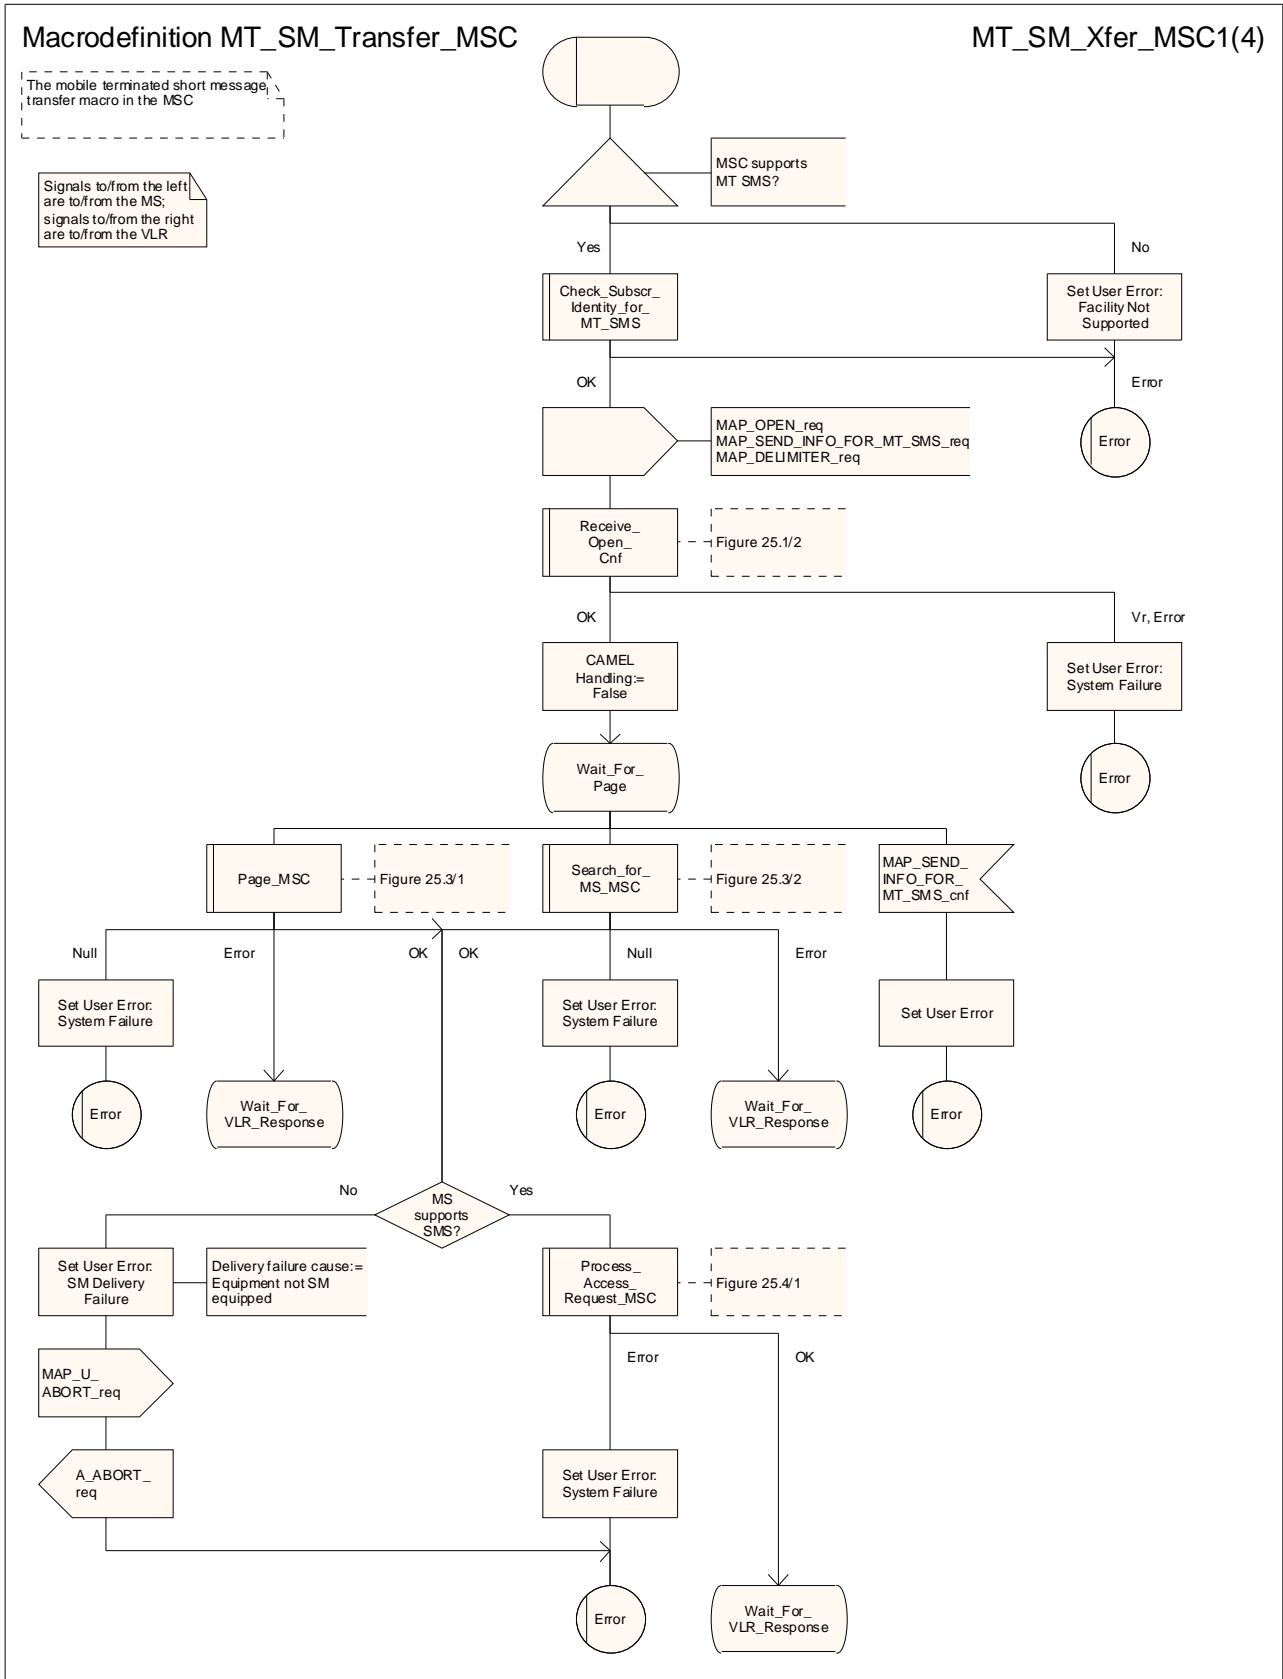 Macrodefinition MT_SM_Transfer_MSC
MT_SM_Xfer_MSC1(4)
The mobile terminated short message
transfer macro in the MSC
Signals to/from the left
are to/from the MS;
signals to/from the right
are to/from the VLR
MSC supports
MT SMS?
Yes
No
Check_Subscr_
Identity_for_
MT_SMS
Set User Error:
Facility Not
Supported
OK
Error
MAP_OPEN_req
MAP_SEND_INFO_FOR_MT_SMS_req
MAP_DELIMITER_req
Error
Receive_
Open_
Cnf
Figure 25.1/2
OK
Vr, Error
CAMEL
Handling:=
False
Set User Error:
System Failure
Wait_For_
Page
Error
Page_MSC
Figure 25.3/1
Search_for_
MS_MSC
Figure 25.3/2
MAP_SEND_
INFO_FOR_
MT_SMS_cnf
Null
Error
OK
OK
Null
Error
Set User Error:
System Failure
Set User Error:
System Failure
Set User Error
Error
Wait_For_
VLR_Response
Error
Wait_For_
VLR_Response
Error
No
MS
supports
SMS?
Yes
Set User Error:
SM Delivery
Failure
Delivery failure cause:=
Equipment not SM
equipped
Process_
Access_
Request_MSC
Figure 25.4/1
Error
OK
MAP_U_
ABORT_req
A_ABORT_
req
Set User Error:
System Failure
Error
Wait_For_
VLR_Response